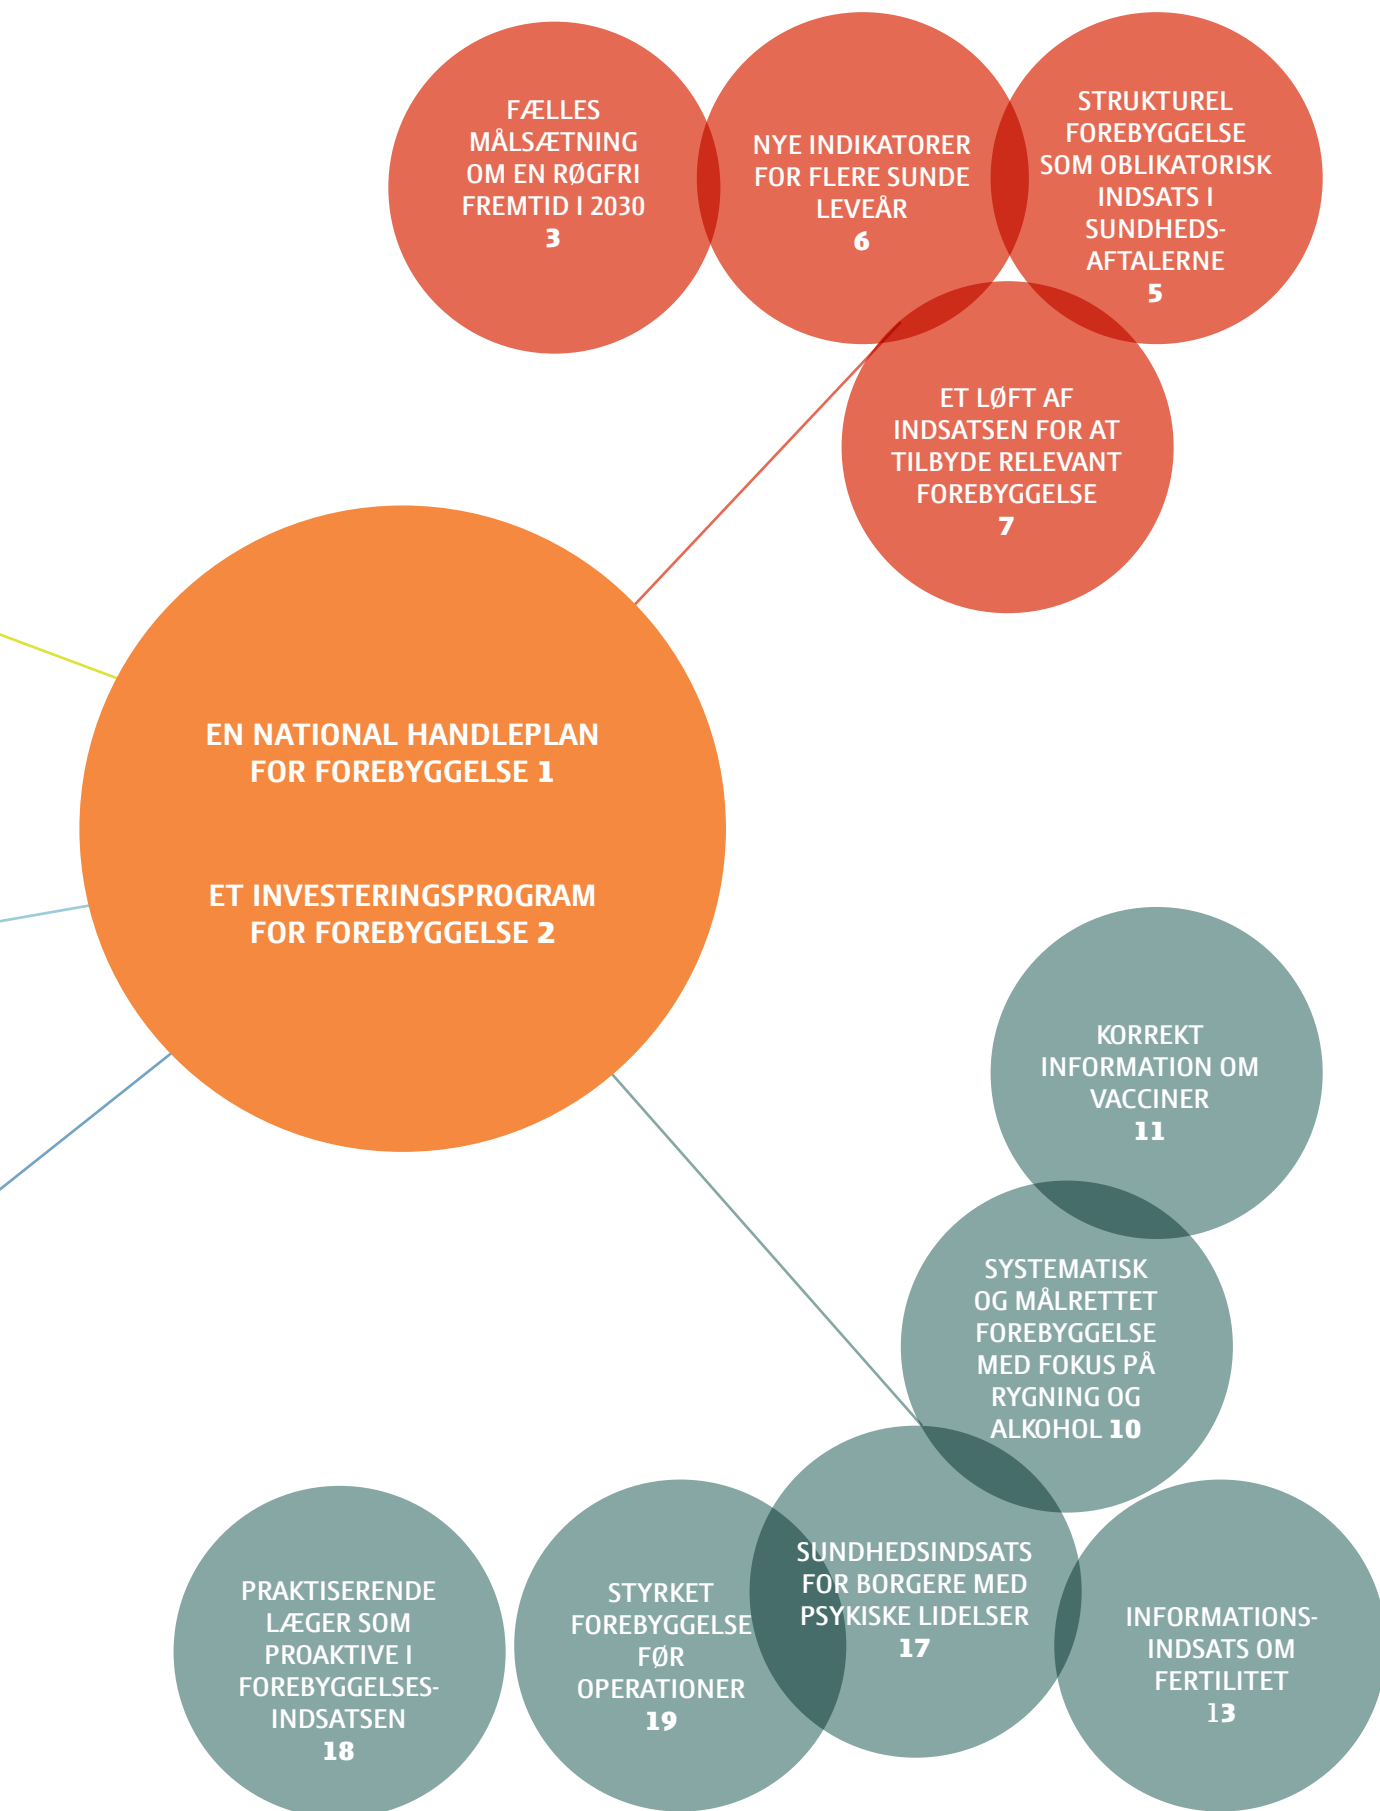 FÆLLES
MÅLSÆTNING
OM EN RØGFRI
FREMTID I 2030
3
NYE INDIKATORER
FOR FLERE SUNDE
LEVEÅR
6
STRUKTUREL
FOREBYGGELSE
SOM OBLIKATORISK
INDSATS I
SUNDHEDS-
AFTALERNE
5
ET LØFT AF
INDSATSEN FOR AT
TILBYDE RELEVANT
FOREBYGGELSE
7
EN NATIONAL HANDLEPLAN
FOR FOREBYGGELSE 1
ET INVESTERINGSPROGRAM
FOR FOREBYGGELSE 2
KORREKT
INFORMATION OM
VACCINER
11
SYSTEMATISK
OG MÅLRETTET
FOREBYGGELSE
MED FOKUS PÅ
RYGNING OG
ALKOHOL 10
PRAKTISERENDE
LÆGER SOM
PROAKTIVE I
FOREBYGGELSES-
INDSATSEN
18
STYRKET
FOREBYGGELSE
FØR
OPERATIONER
19
SUNDHEDSINDSATS
FOR BORGERE MED
PSYKISKE LIDELSER
17
INFORMATIONS-
INDSATS OM
FERTILITET
13